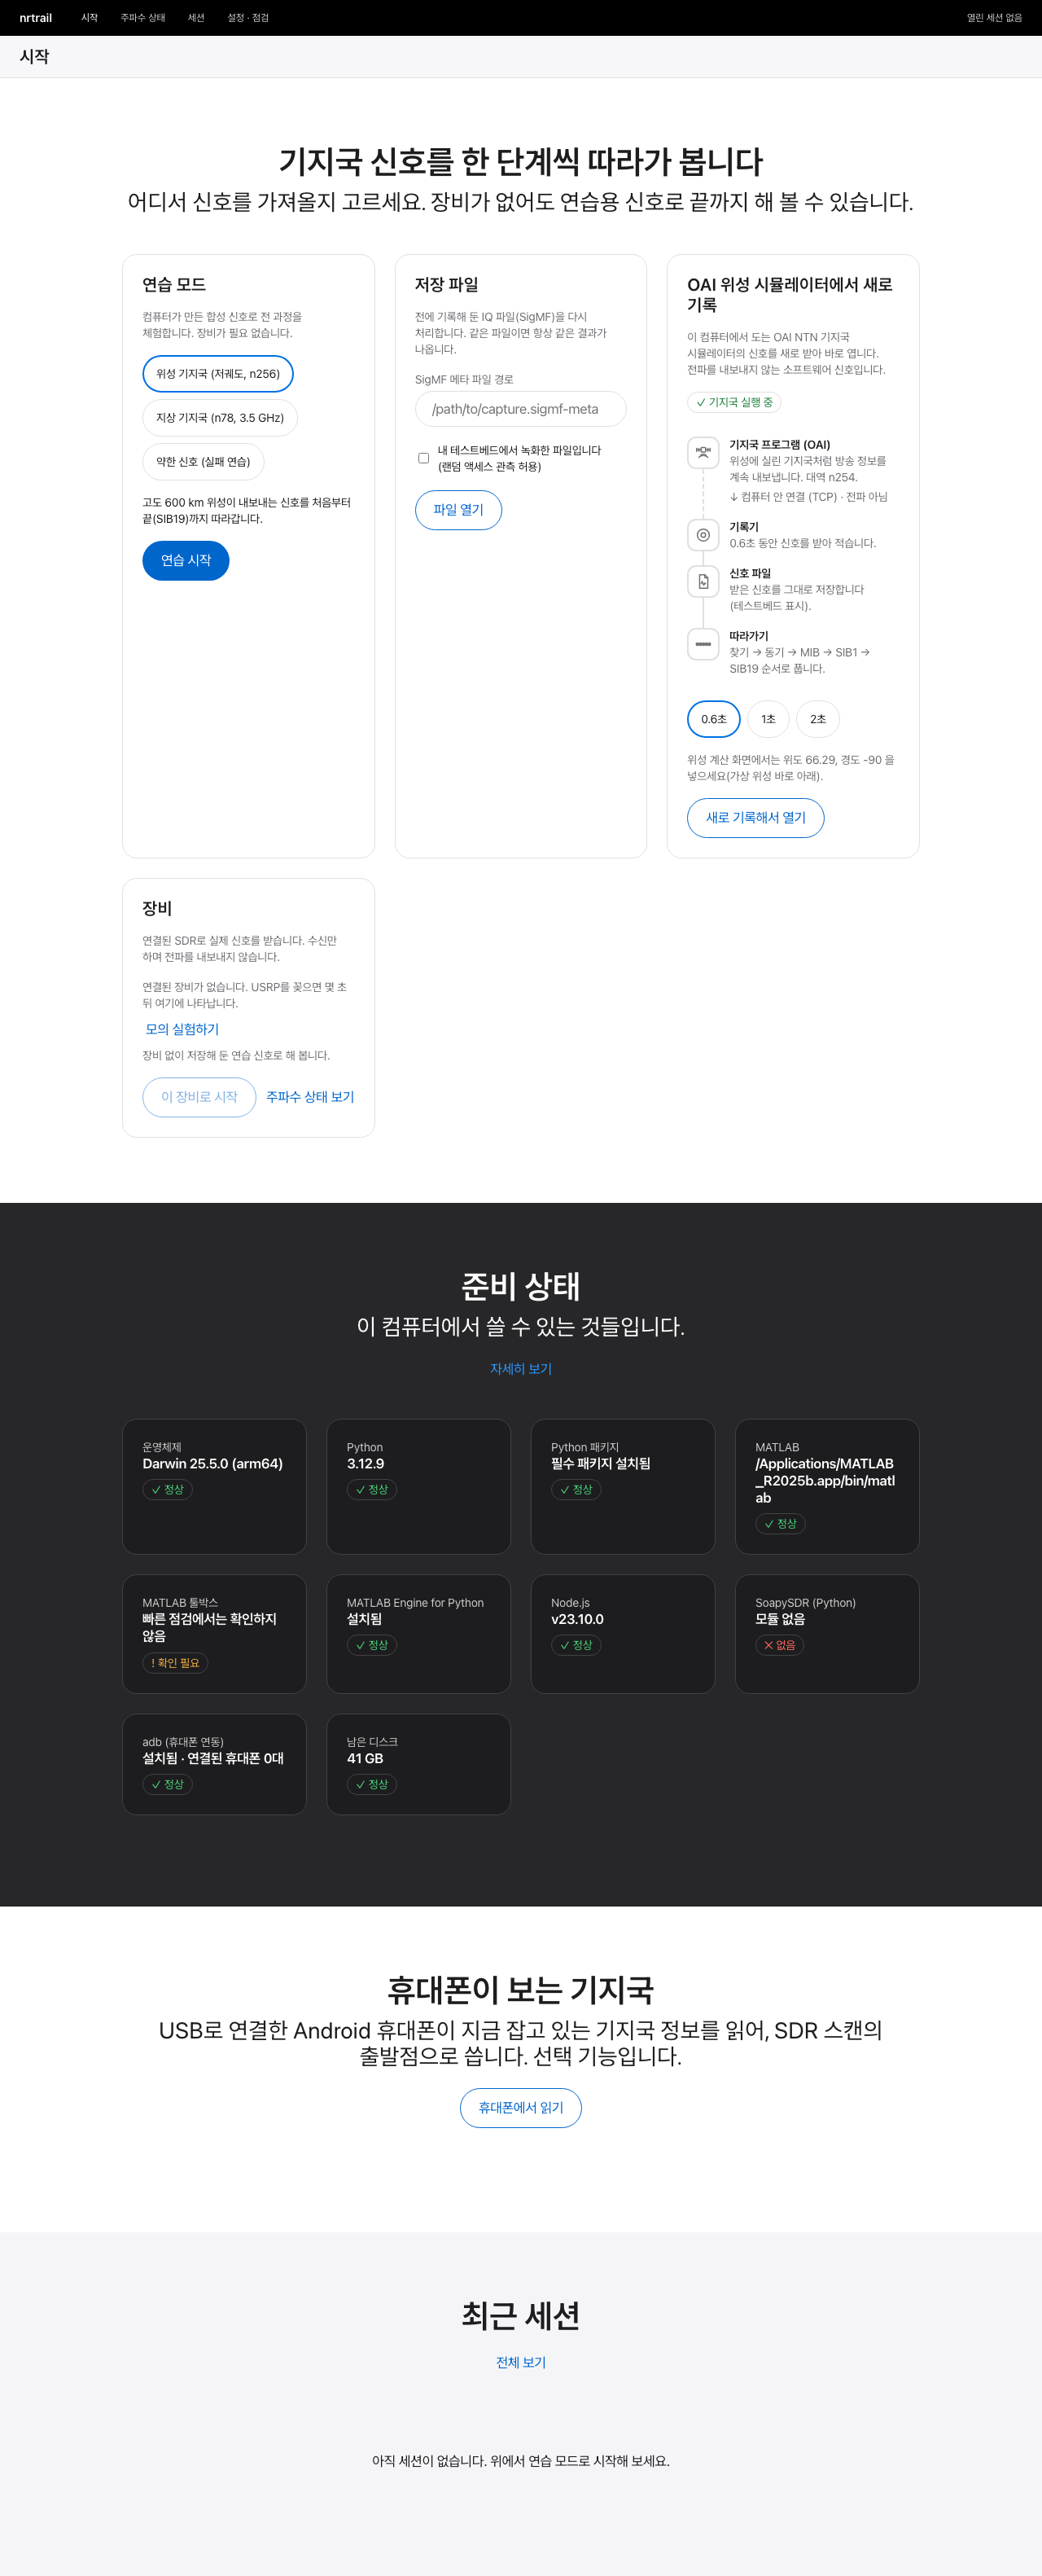 nrtrail 시작 주파수 상태 세션 설정 · 점검 열린 세션 없음
시작
기지국 신호를 한 단계씩 따라가 봅니다
어디서 신호를 가져올지 고르세요. 장비가 없어도 연습용 신호로 끝까지 해 볼 수 있습니다.
연습 모드
컴퓨터가 만든 합성 신호로 전 과정을
체험합니다. 장비가 필요 없습니다.
위성 기지국 (저궤도, n256)
지상 기지국 (n78, 3.5 GHz)
약한 신호 (실패 연습)
고도 600 km 위성이 내보내는 신호를 처음부터
끝(SIB19)까지 따라갑니다.
연습 시작
저장 파일
전에 기록해 둔 IQ 파일(SigMF)을 다시
처리합니다. 같은 파일이면 항상 같은 결과가
나옵니다.
SigMF 메타 파일 경로
/path/to/capture.sigmf-meta
내 테스트베드에서 녹화한 파일입니다
(랜덤 액세스 관측 허용)
파일 열기
OAI 위성 시뮬레이터에서 새로
기록
이 컴퓨터에서 도는 OAI NTN 기지국
시뮬레이터의 신호를 새로 받아 바로 엽니다.
전파를 내보내지 않는 소프트웨어 신호입니다.
✓ 기지국 실행 중
기지국 프로그램 (OAI)
위성에 실린 기지국처럼 방송 정보를
계속 내보냅니다. 대역 n254.
↓ 컴퓨터 안 연결 (TCP) · 전파 아님
기록기
0.6초 동안 신호를 받아 적습니다.
신호 파일
받은 신호를 그대로 저장합니다
(테스트베드 표시).
따라가기
찾기 → 동기 → MIB → SIB1 →
SIB19 순서로 풉니다.
0.6초 1초 2초
위성 계산 화면에서는 위도 66.29, 경도 -90 을
넣으세요(가상 위성 바로 아래).
새로 기록해서 열기
장비
연결된 SDR로 실제 신호를 받습니다. 수신만
하며 전파를 내보내지 않습니다.
연결된 장비가 없습니다. USRP를 꽂으면 몇 초
뒤 여기에 나타납니다.
모의 실험하기
장비 없이 저장해 둔 연습 신호로 해 봅니다.
이 장비로 시작 주파수 상태 보기
준비 상태
이 컴퓨터에서 쓸 수 있는 것들입니다.
자세히 보기
운영체제
Darwin 25.5.0 (arm64)
✓ 정상
Python
3.12.9
✓ 정상
Python 패키지
필수 패키지 설치됨
✓ 정상
MATLAB
/Applications/MATLAB
_R2025b.app/bin/matl
ab
✓ 정상
MATLAB 툴박스
빠른 점검에서는 확인하지
않음
! 확인 필요
MATLAB Engine for Python
설치됨
✓ 정상
Node.js
v23.10.0
✓ 정상
SoapySDR (Python)
모듈 없음
✕ 없음
adb (휴대폰 연동)
설치됨 · 연결된 휴대폰 0대
✓ 정상
남은 디스크
41 GB
✓ 정상
휴대폰이 보는 기지국
USB로 연결한 Android 휴대폰이 지금 잡고 있는 기지국 정보를 읽어, SDR 스캔의
출발점으로 씁니다. 선택 기능입니다.
휴대폰에서 읽기
최근 세션
전체 보기
아직 세션이 없습니다. 위에서 연습 모드로 시작해 보세요.